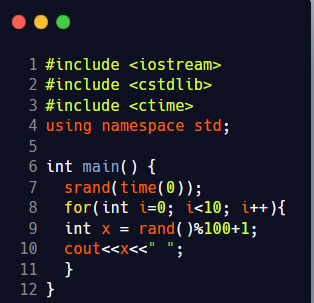 1 #include <iostream>
2 #include <cstdlib>
3 #include <ctime>
4 using namespace std;
5
6 int main() {
7   srand(time(0));
8   for(int i=0; i<10; i++){
9   int x = rand()%100+1;
10   cout<<x<<" ";
11   }
12 }